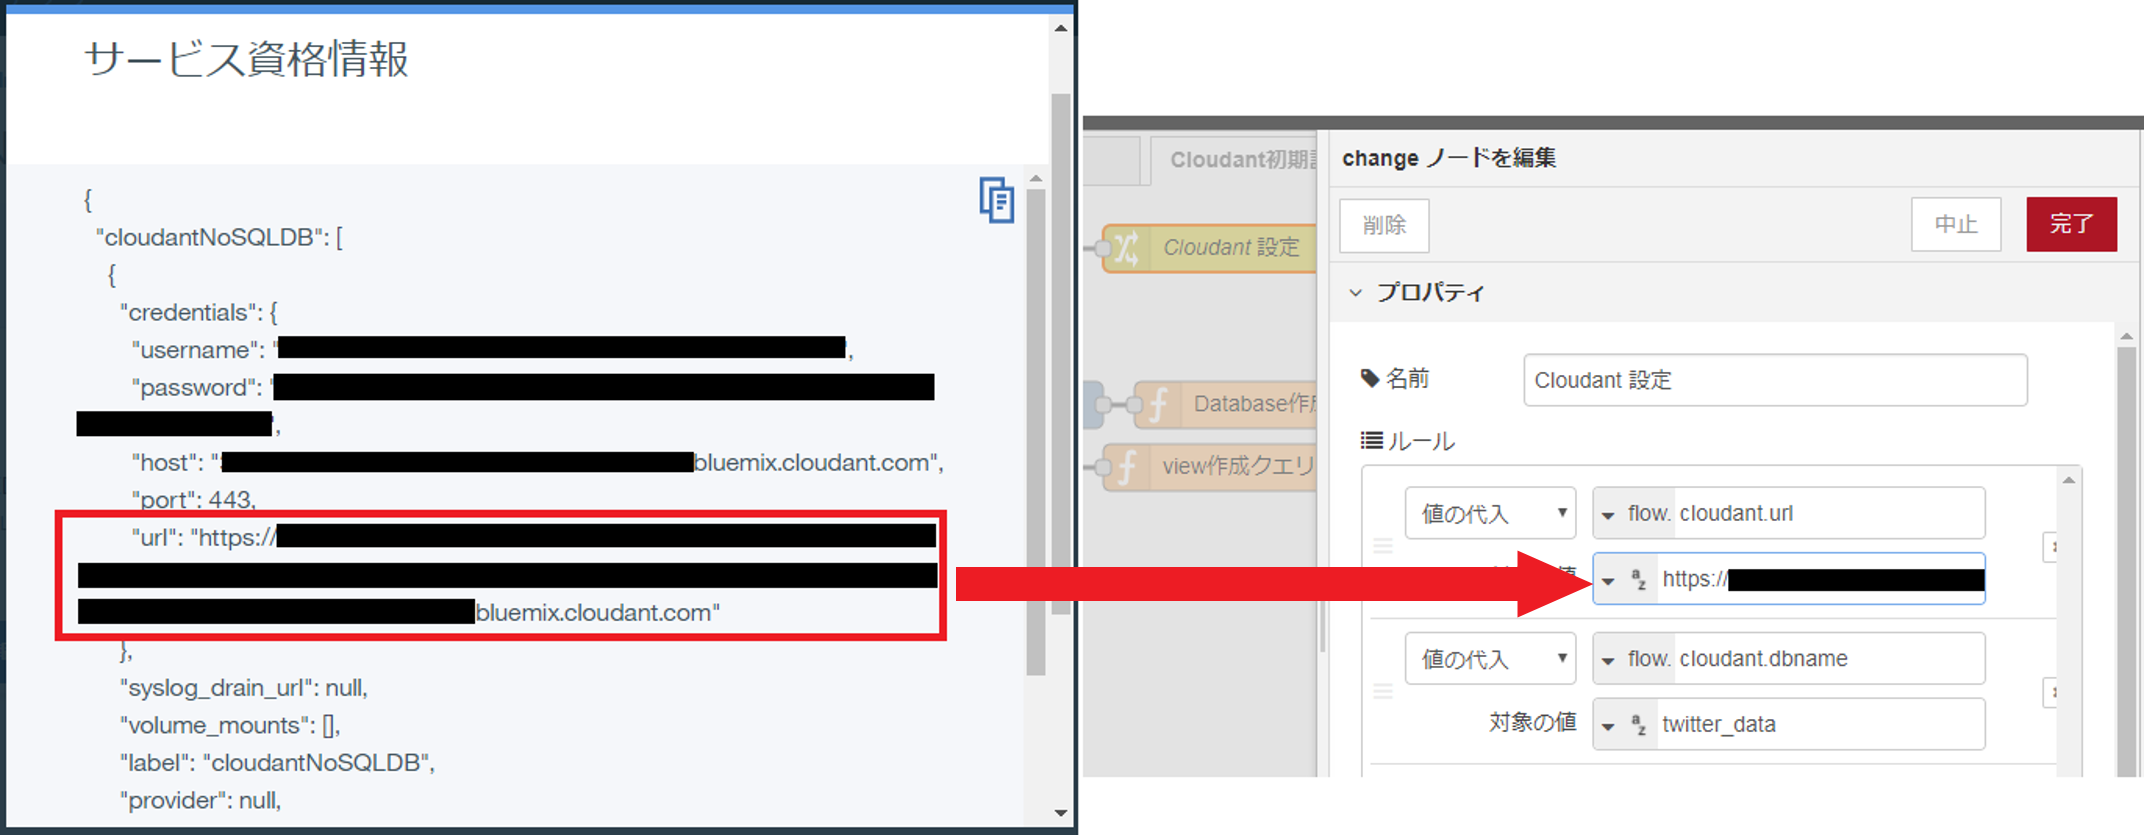 サービス資格情報
{
"cloudantNoSQLDB": [
{
"credentials": {
"username": "
",
"password": "
",
"host": " bluemix.cloudant.com",
"port": 443,
"url": "https://
bluemix.cloudant.com"
},
"syslog_drain_url": null,
"volume_mounts": [],
"label": "cloudantNoSQLDB",
"provider": null,
Cloudant初期
Cloudant 設定
Database作成
view作成クエリ
change ノードを編集
削除
中止
完了
プロパティ
名前
Cloudant 設定
ルール
値の代入
flow. cloudant.url
値
https://
値の代入
flow. cloudant.dbname
対象の値
twitter_data